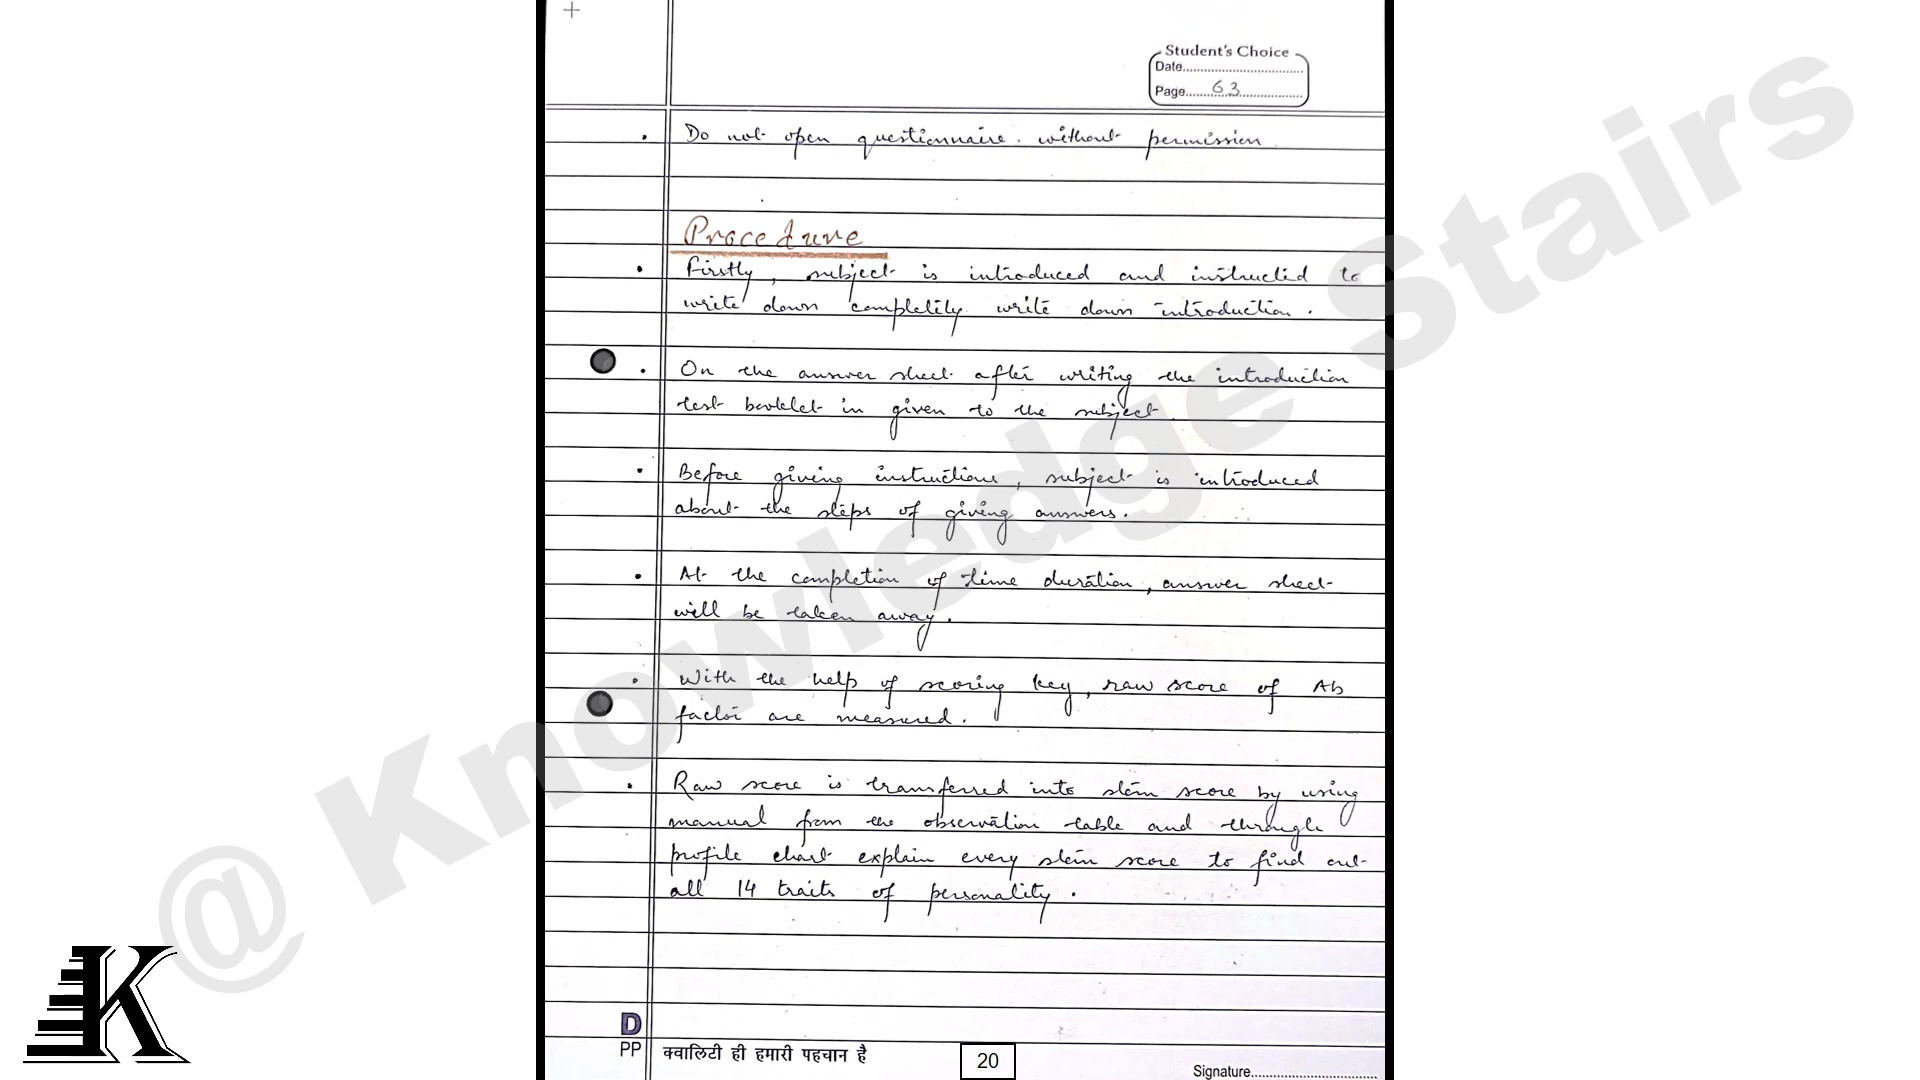 Student's Choice
Date
Page 63
. Do not open questionnaire. without permission
Procedure
. Firstly, subject is introduced and instructed to
write down completily write down introduction.
. On the answer sheet after writing the introduction
test booklet in given to the subject.
. Before giving instructions, subject is introduced
about the steps of giving answers.
. At the completion of time duration, answer sheet
will be taken away.
. With the help of scoring key, raw score of Ab
factor are measured.
. Raw score is transferred into sten score by using
manual from the observation table and through
profile chart explain every sten score to find out
all 14 traits of personality.
D
PP क्वालिटी ही हमारी पहचान है
20
Signature
@ Knowledge Stairs
K